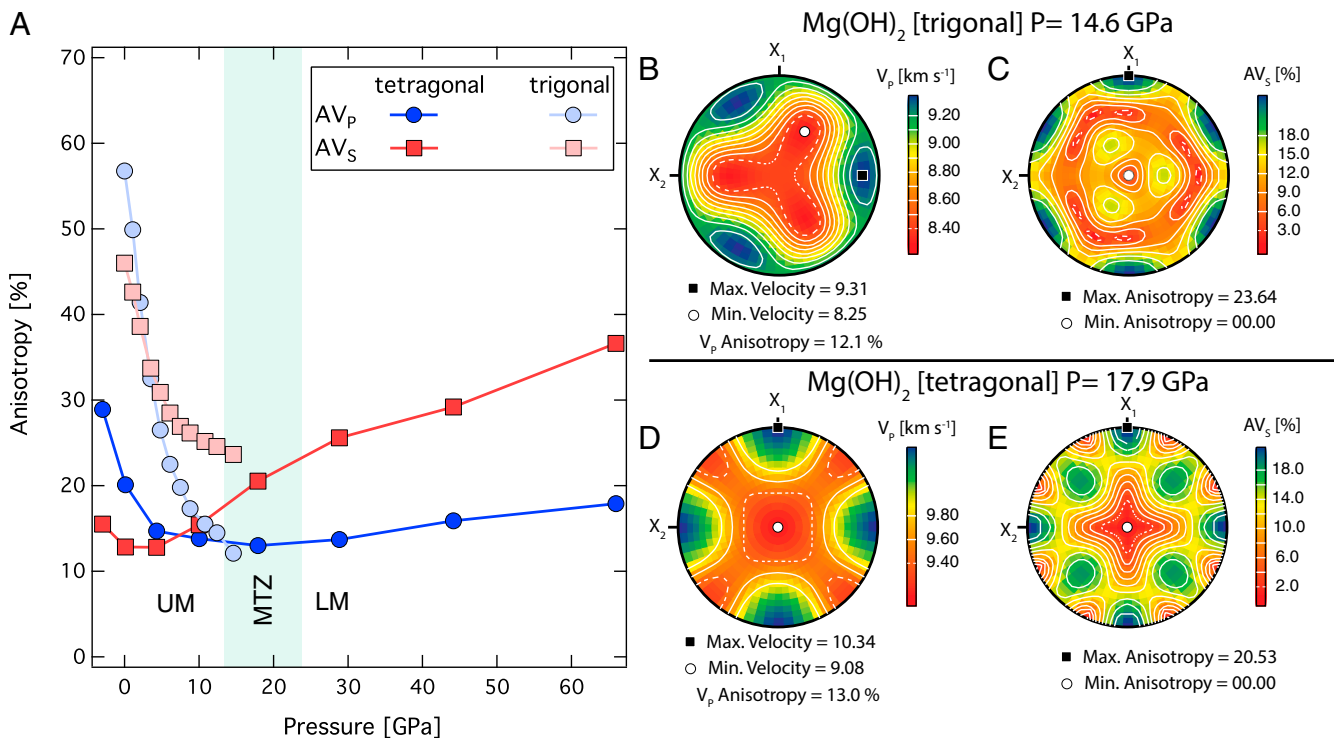 A
Anisotropy [%]
70
60
50
40
30
20
10
0
tetragonal trigonal
AVP
AVS
UM
MTZ
LM
0 10 20 30 40 50 60
Pressure [GPa]
Mg(OH)2 [trigonal] P= 14.6 GPa
B
X1
X2
VP [km s-1]
9.20
9.00
8.80
8.60
8.40
Max. Velocity = 9.31
Min. Velocity = 8.25
VP Anisotropy = 12.1 %
C
X1
X2
AVS [%]
18.0
15.0
12.0
9.0
6.0
3.0
Max. Anisotropy = 23.64
Min. Anisotropy = 00.00
Mg(OH)2 [tetragonal] P= 17.9 GPa
D
X1
X2
VP [km s-1]
9.80
9.60
9.40
Max. Velocity = 10.34
Min. Velocity = 9.08
VP Anisotropy = 13.0 %
E
X1
X2
AVS [%]
18.0
14.0
10.0
6.0
2.0
Max. Anisotropy = 20.53
Min. Anisotropy = 00.00